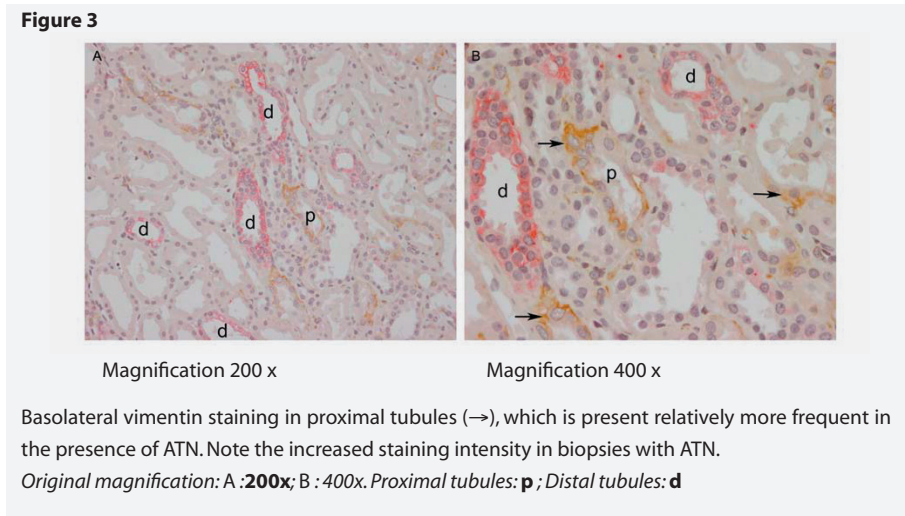 Figure 3
A
B
d
d
d
d
p
d
d
p
Magnification 200 x
Magnification 400 x
Basolateral vimentin staining in proximal tubules (→), which is present relatively more frequent in
the presence of ATN. Note the increased staining intensity in biopsies with ATN.
Original magnification: A :200x; B : 400x. Proximal tubules: p ; Distal tubules: d